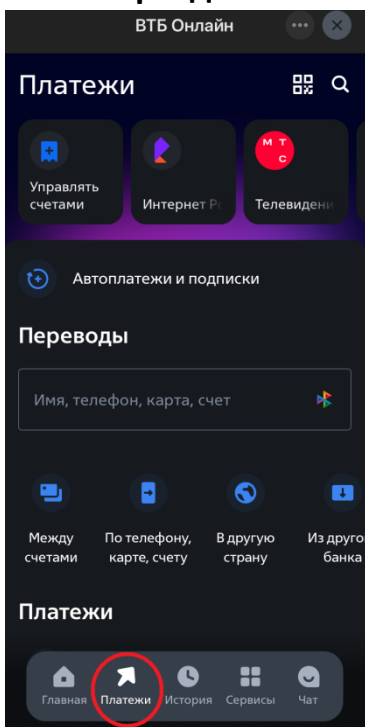 ВТБ Онлайн
Платежи
Управлять
счетами
Интернет Р
МТС
Телевидени
Автоплатежи и подписки
Переводы
Имя, телефон, карта, счет
Между
счетами
По телефону,
карте, счету
В другую
страну
Из друго
банка
Платежи
Главная
Платежи
История
Сервисы
Чат